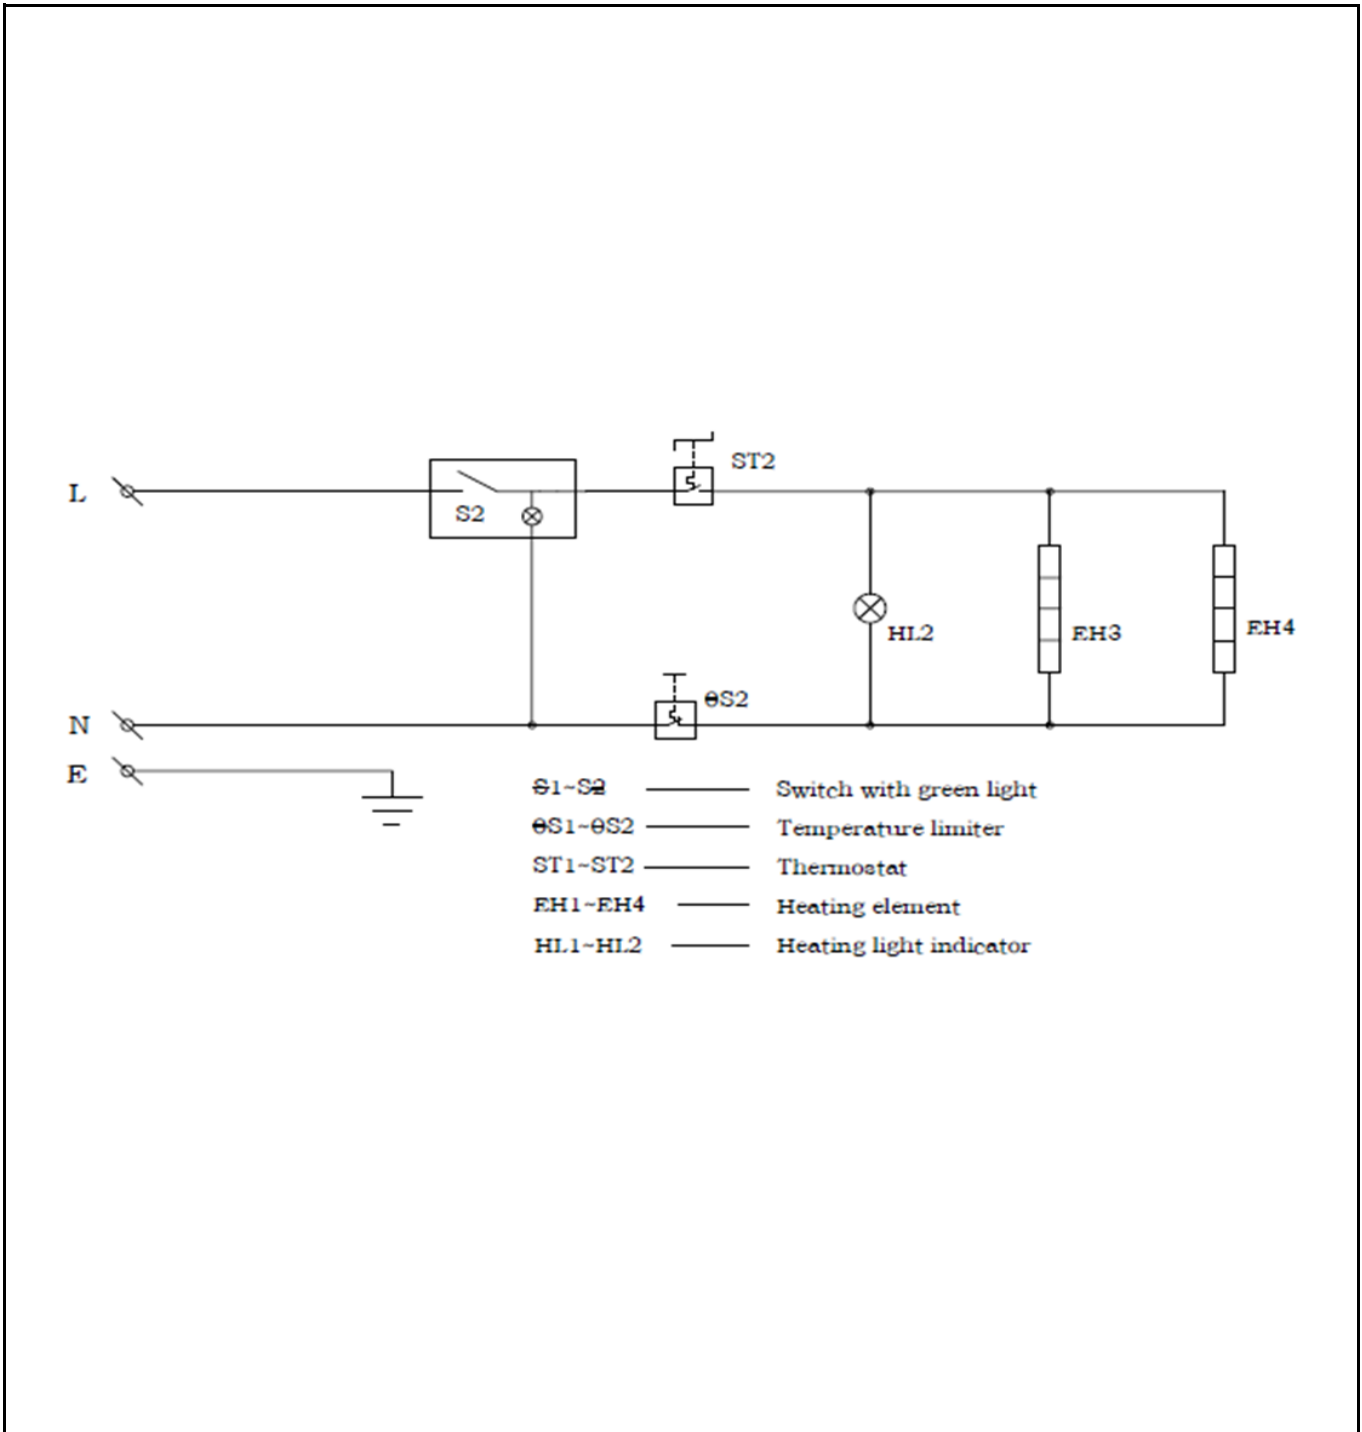 ST2
L
S2
HL2
EH3
EH4
θS2
N
E
S1~S2 Switch with green light
θS1~θS2 Temperature limiter
ST1~ST2 Thermostat
EH1~EH4 Heating element
HL1~HL2 Heating light indicator